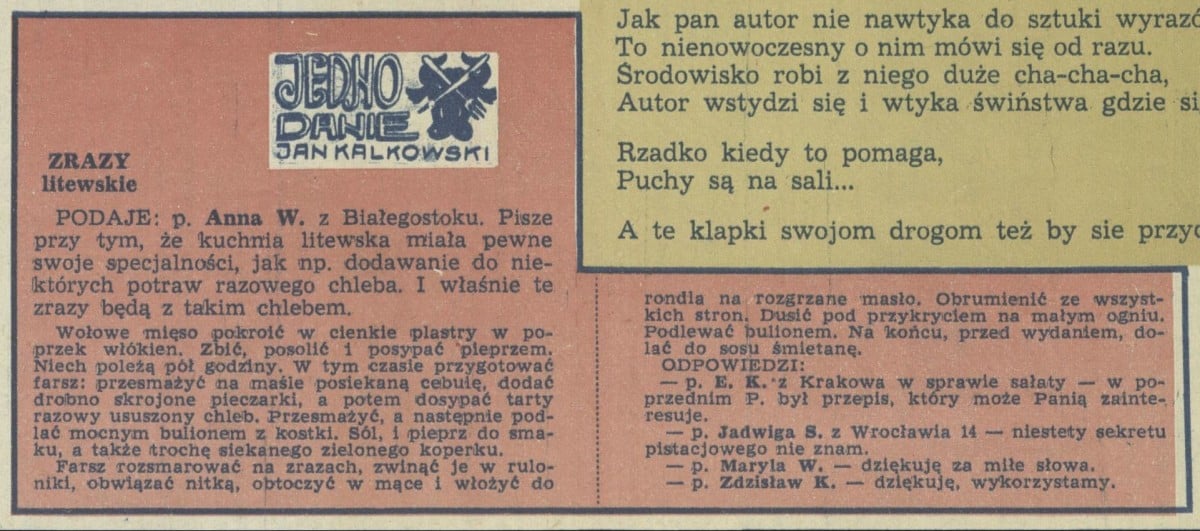 JEDNO
DANIE
JAN KALKOWSKI
ZRAZY
litewskie
PODAJE: p. Anna W. z Białegostoku. Pisze
przy tym, że kuchnia litewska miała pewne
swoje specjalności, jak np. dodawanie do nie-
których potraw razowego chleba. I właśnie te
zrazy będą z takim chlebem.
Wołowe mięso pokroić w cienkie plastry w po-
przek włókien. Zbić, posolić i posypać pieprzem.
Niech poleżą pół godziny. W tym czasie przygotować
farsz: przesmażyć na maśle posiekaną cebulę, dodać
drobno skrojone pieczarki, a potem dosypać tarty
razowy ususzony chleb. Przesmażyć, a następnie pod-
lać mocnym bulionem z kostki. Sól, i pieprz do sma-
ku, a także trochę siekanego zielonego koperku.
Farsz rozsmarować na zrazach, zwinąć je w rulo-
niki, obwiązać nitką, obtoczyć w mące i włożyć do
rondla na rozgrzane masło. Obrumienić ze wszyst-
kich stron. Dusić pod przykryciem na małym ogniu.
Podlewać bulionem. Na końcu, przed wydaniem, do-
lać do sosu śmietanę.
ODPOWIEDZI:
— p. E. K. z Krakowa w sprawie sałaty — w po-
przednim P. był przepis, który może Panią zainte-
resuje.
— p. Jadwiga S. z Wrocławia 14 — niestety sekretu
pistacjowego nie znam.
— p. Maryla W. — dziękuję za miłe słowa.
— p. Zdzisław K. — dziękuję, wykorzystamy.
Jak pan autor nie nawtyka do sztuki
To nienowoczesny o nim mówi się od razu.
Środowisko robi z niego duże cha-cha-cha,
Autor wstydzi się i wtyka świństwa gdzie
Rzadko kiedy to pomaga,
Puchy są na sali...
A te klapki swojom drogom też by sie